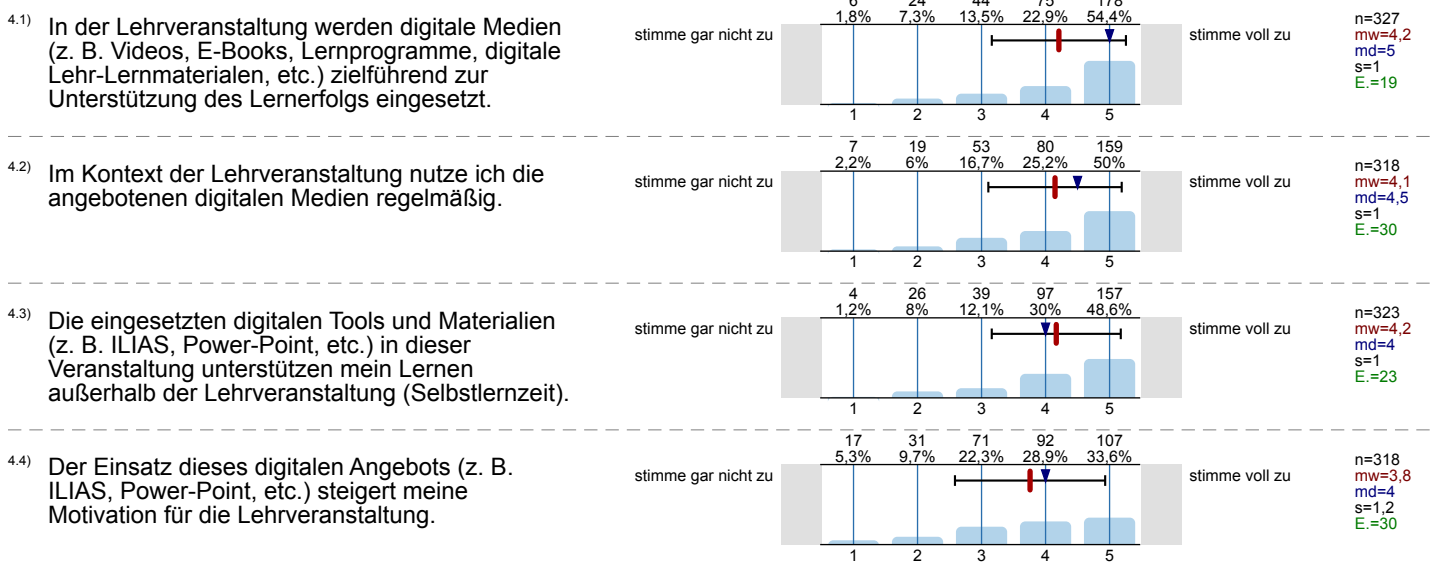 6 24 44 75 178
4.1) In der Lehrveranstaltung werden digitale Medien 1,8% 7,3% 13,5% 22,9% 54,4%
(z. B. Videos, E-Books, Lernprogramme, digitale stimme gar nicht zu stimme voll zu n=327
Lehr-Lernmaterialen, etc.) zielführend zur mw=4,2
Unterstützung des Lernerfolgs eingesetzt. md=5
s=1
E.=19
1 2 3 4 5
7 19 53 80 159
4.2) Im Kontext der Lehrveranstaltung nutze ich die 2,2% 6% 16,7% 25,2% 50%
angebotenen digitalen Medien regelmäßig. stimme gar nicht zu stimme voll zu n=318
mw=4,1
md=4,5
s=1
E.=30
1 2 3 4 5
4 26 39 97 157
4.3) Die eingesetzten digitalen Tools und Materialien 1,2% 8% 12,1% 30% 48,6%
(z. B. ILIAS, Power-Point, etc.) in dieser stimme gar nicht zu stimme voll zu n=323
Veranstaltung unterstützen mein Lernen mw=4,2
außerhalb der Lehrveranstaltung (Selbstlernzeit). md=4
s=1
E.=23
1 2 3 4 5
17 31 71 92 107
4.4) Der Einsatz dieses digitalen Angebots (z. B. 5,3% 9,7% 22,3% 28,9% 33,6%
ILIAS, Power-Point, etc.) steigert meine stimme gar nicht zu stimme voll zu n=318
Motivation für die Lehrveranstaltung. mw=3,8
md=4
s=1,2
E.=30
1 2 3 4 5